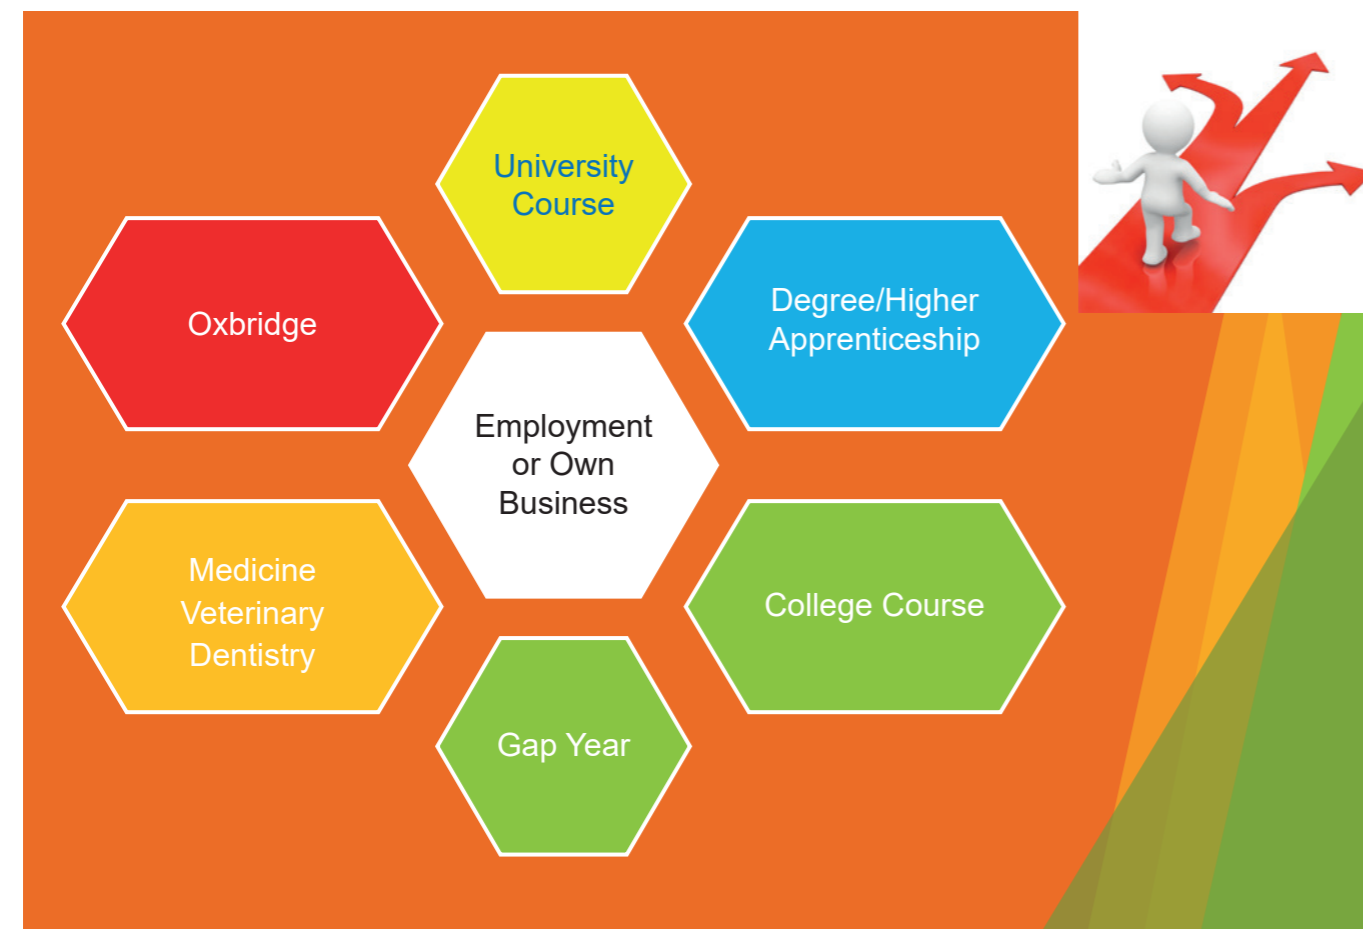 University
Course
Oxbridge
Degree/Higher
Apprenticeship
Employment
or Own
Business
Medicine
Veterinary
Dentistry
College Course
Gap Year